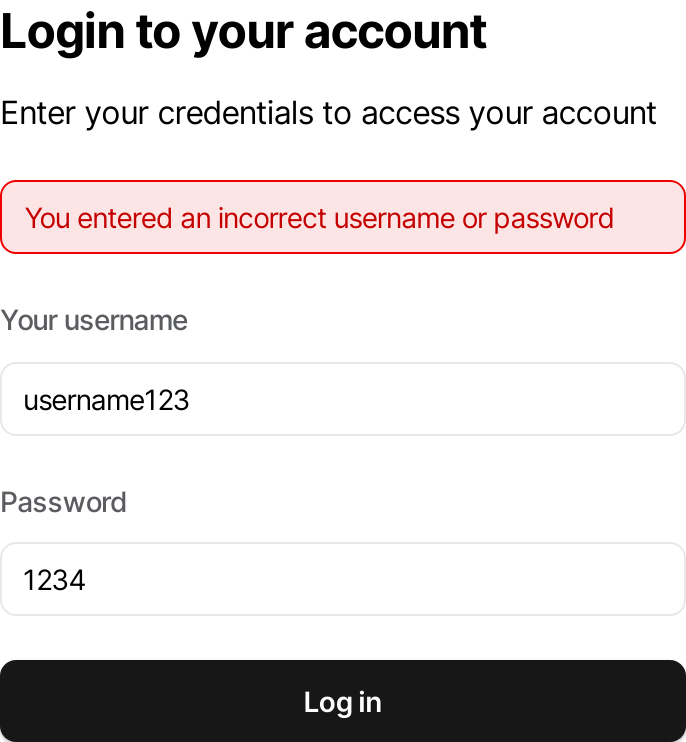 Login to your account
Enter your credentials to access your account
You entered an incorrect username or password
Your username
username123
Password
1234
Log in